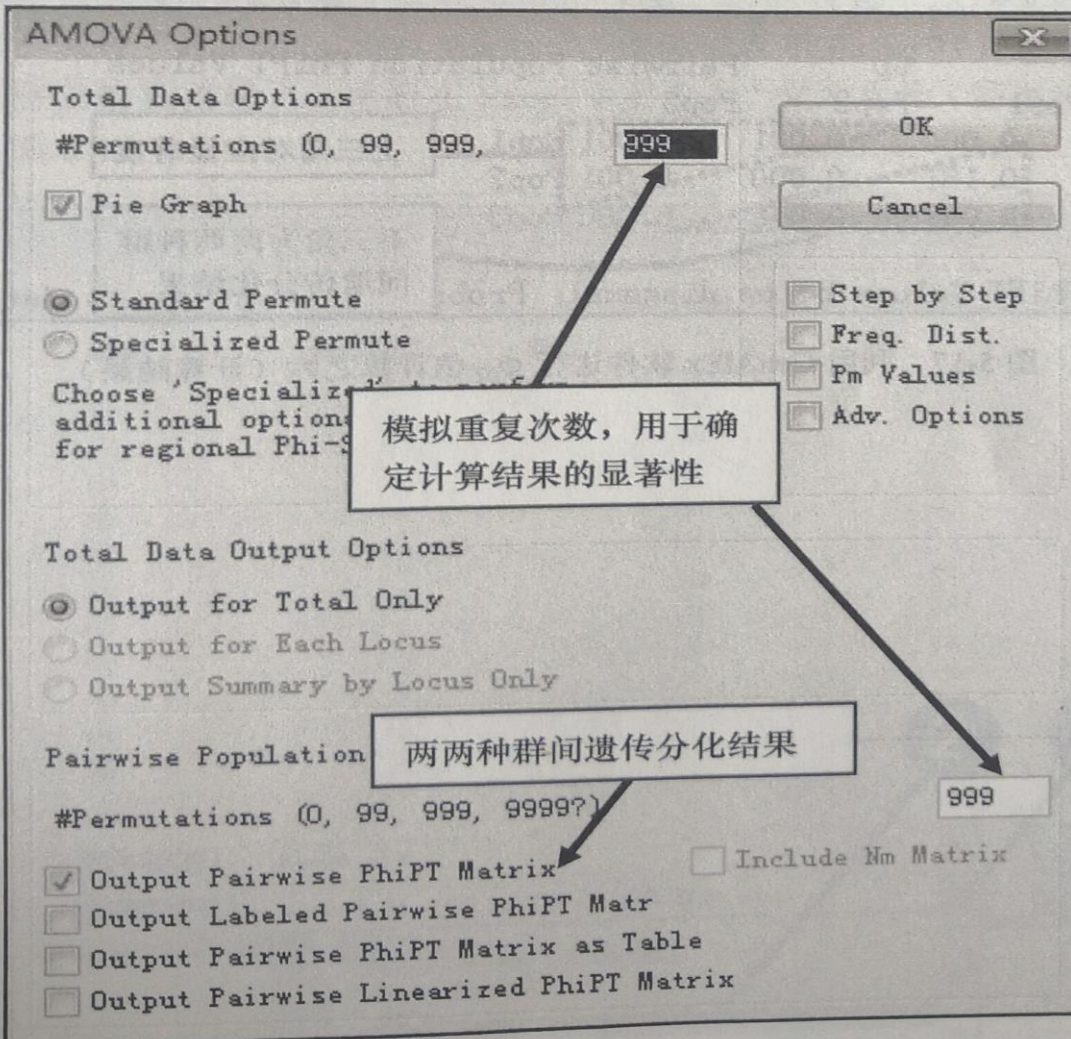 AMOVA Options
Total Data Options
#Permutations (0, 99, 999,
999
OK
Pie Graph
Cancel
Standard Permute
Specialized Permute
Step by Step
Freq. Dist.
Pm Values
Adv. Options
Choose 'Specialized' to
additional option
for regional Phi-S
模拟重复次数，用于确
定计算结果的显著性
Total Data Output Options
Output for Total Only
Output for Each Locus
Output Summary by Locus Only
Pairwise Population
两两种群间遗传分化结果
#Permutations (0, 99, 999, 9999?)
999
Output Pairwise PhiPT Matrix
Include Nm Matrix
Output Labeled Pairwise PhiPT Matr
Output Pairwise PhiPT Matrix as Table
Output Pairwise Linearized PhiPT Matrix